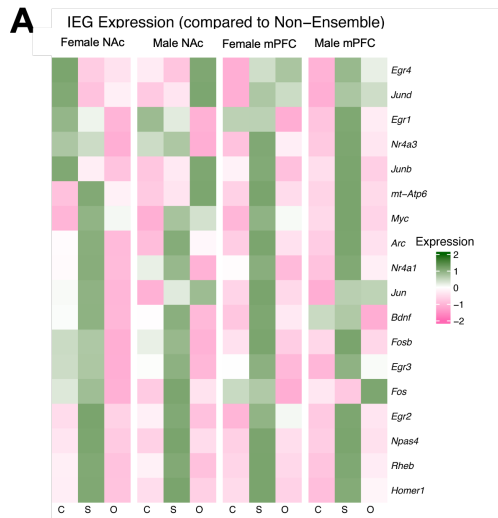 A
IEG Expression (compared to Non−Ensemble)
Female NAc Male NAc Female mPFC Male mPFC
Egr4
Jund
Egr1
Nr4a3
Junb
mt−Atp6
Myc
Arc
Nr4a1
Jun
Bdnf
Fosb
Egr3
Fos
Egr2
Npas4
Rheb
Homer1
Expression
2
1
0
−1
−2
C S O C S O C S O C S O